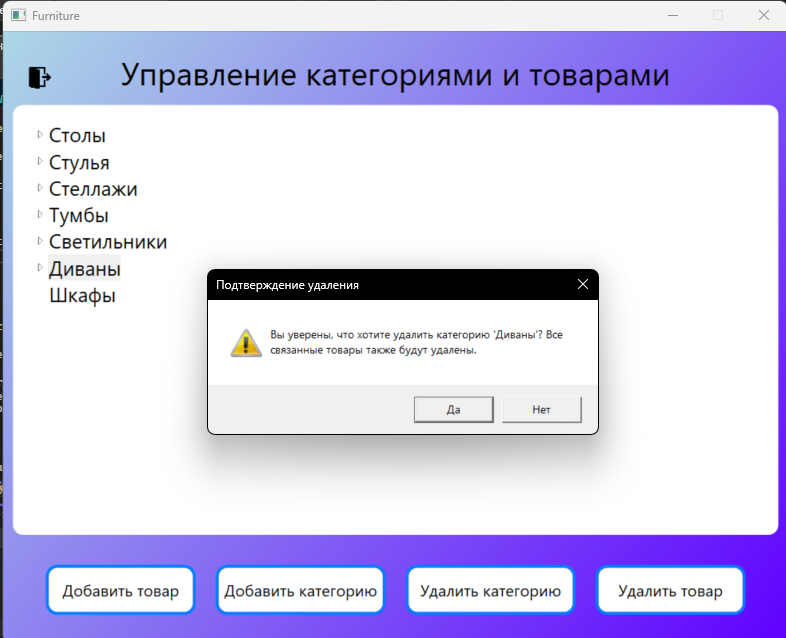 Furniture
Управление категориями и товарами
Столы
Стулья
Стеллажи
Тумбы
Светильники
Диваны
Шкафы
Подтверждение удаления
Вы уверены, что хотите удалить категорию 'Диваны'? Все
связанные товары также будут удалены.
Да Нет
Добавить товар Добавить категорию Удалить категорию Удалить товар